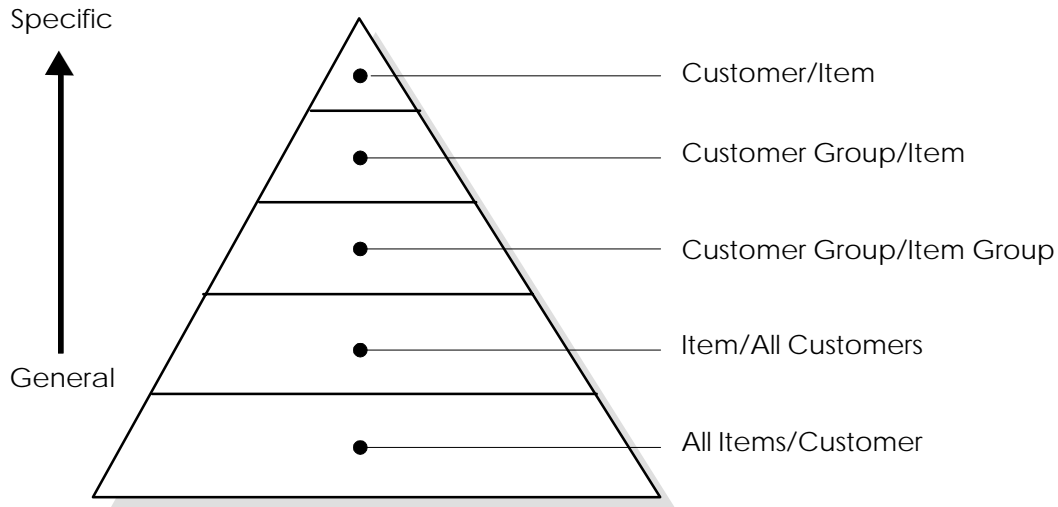 Specific
Customer/Item
Customer Group/Item
Customer Group/Item Group
Item/All Customers
General
All Items/Customer